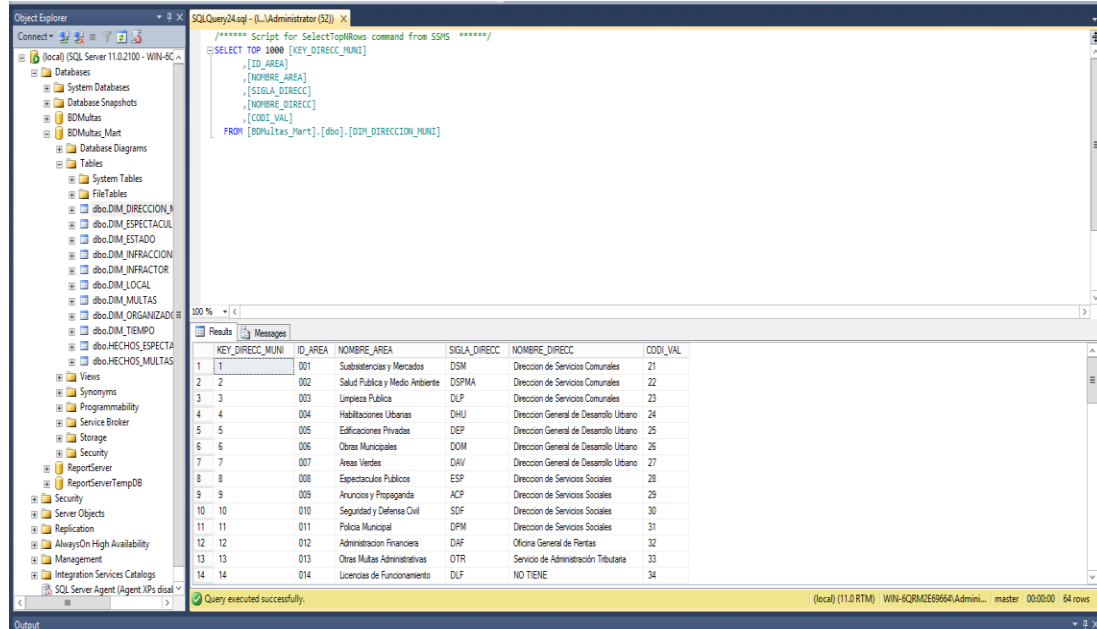 Object Explorer
Connect
(local) (SQL Server 11.0.2100 - WIN-6C
Databases
System Databases
Database Snapshots
BDMultas
BDMultas_Mart
Database Diagrams
Tables
System Tables
FileTables
dbo.DIM_DIRECCION_M
dbo.DIM_ESPECTACUL
dbo.DIM_ESTADO
dbo.DIM_INFRACCION
dbo.DIM_INFRACTOR
dbo.DIM_LOCAL
dbo.DIM_MULTAS
dbo.DIM_ORGANIZADO
dbo.DIM_TIEMPO
dbo.HECHOS_ESPECTA
dbo.HECHOS_MULTAS
Views
Synonyms
Programmability
Service Broker
Storage
Security
ReportServer
ReportServerTempDB
Security
Server Objects
Replication
AlwaysOn High Availability
Management
Integration Services Catalogs
SQL Server Agent (Agent XPs disal
SQLQuery24.sql - (l...\Administrator (52))
/****** Script for SelectTopNRows command from SSMS ******/
SELECT TOP 1000 [KEY_DIRECC_MUNI]
,[ID_AREA]
,[NOMBRE_AREA]
,[SIGLA_DIRECC]
,[NOMBRE_DIRECC]
,[CODI_VAL]
FROM [BDMultas_Mart].[dbo].[DIM_DIRECCION_MUNI]
100 %
Results Messages
KEY_DIRECC_MUNI ID_AREA NOMBRE_AREA SIGLA_DIRECC NOMBRE_DIRECC CODI_VAL
1 1 001 Susbsistencias y Mercados DSM Direccion de Servicios Comunales 21
2 2 002 Salud Publica y Medio Ambiente DSPMA Direccion de Servicios Comunales 22
3 3 003 Limpieza Publica DLP Direccion de Servicios Comunales 23
4 4 004 Habilitaciones Urbanas DHU Direccion General de Desarrollo Urbano 24
5 5 005 Edificaciones Privadas DEP Direccion General de Desarrollo Urbano 25
6 6 006 Obras Municipales DOM Direccion General de Desarrollo Urbano 26
7 7 007 Areas Verdes DAV Direccion General de Desarrollo Urbano 27
8 8 008 Espectaculos Publicos ESP Direccion de Servicios Sociales 28
9 9 009 Anuncios y Propaganda ACP Direccion de Servicios Sociales 29
10 10 010 Seguridad y Defensa Civil SDF Direccion de Servicios Sociales 30
11 11 011 Policia Municipal DPM Direccion de Servicios Sociales 31
12 12 012 Administracion Financiera DAF Oficina General de Rentas 32
13 13 013 Otras Multas Administrativas OTR Servicio de Administración Tributaria 33
14 14 014 Licencias de Funcionamiento DLF NO TIENE 34
Query executed successfully.
(local) (11.0 RTM) WIN-6QRM2E69664\Admini... master 00:00:00 64 rows
Output